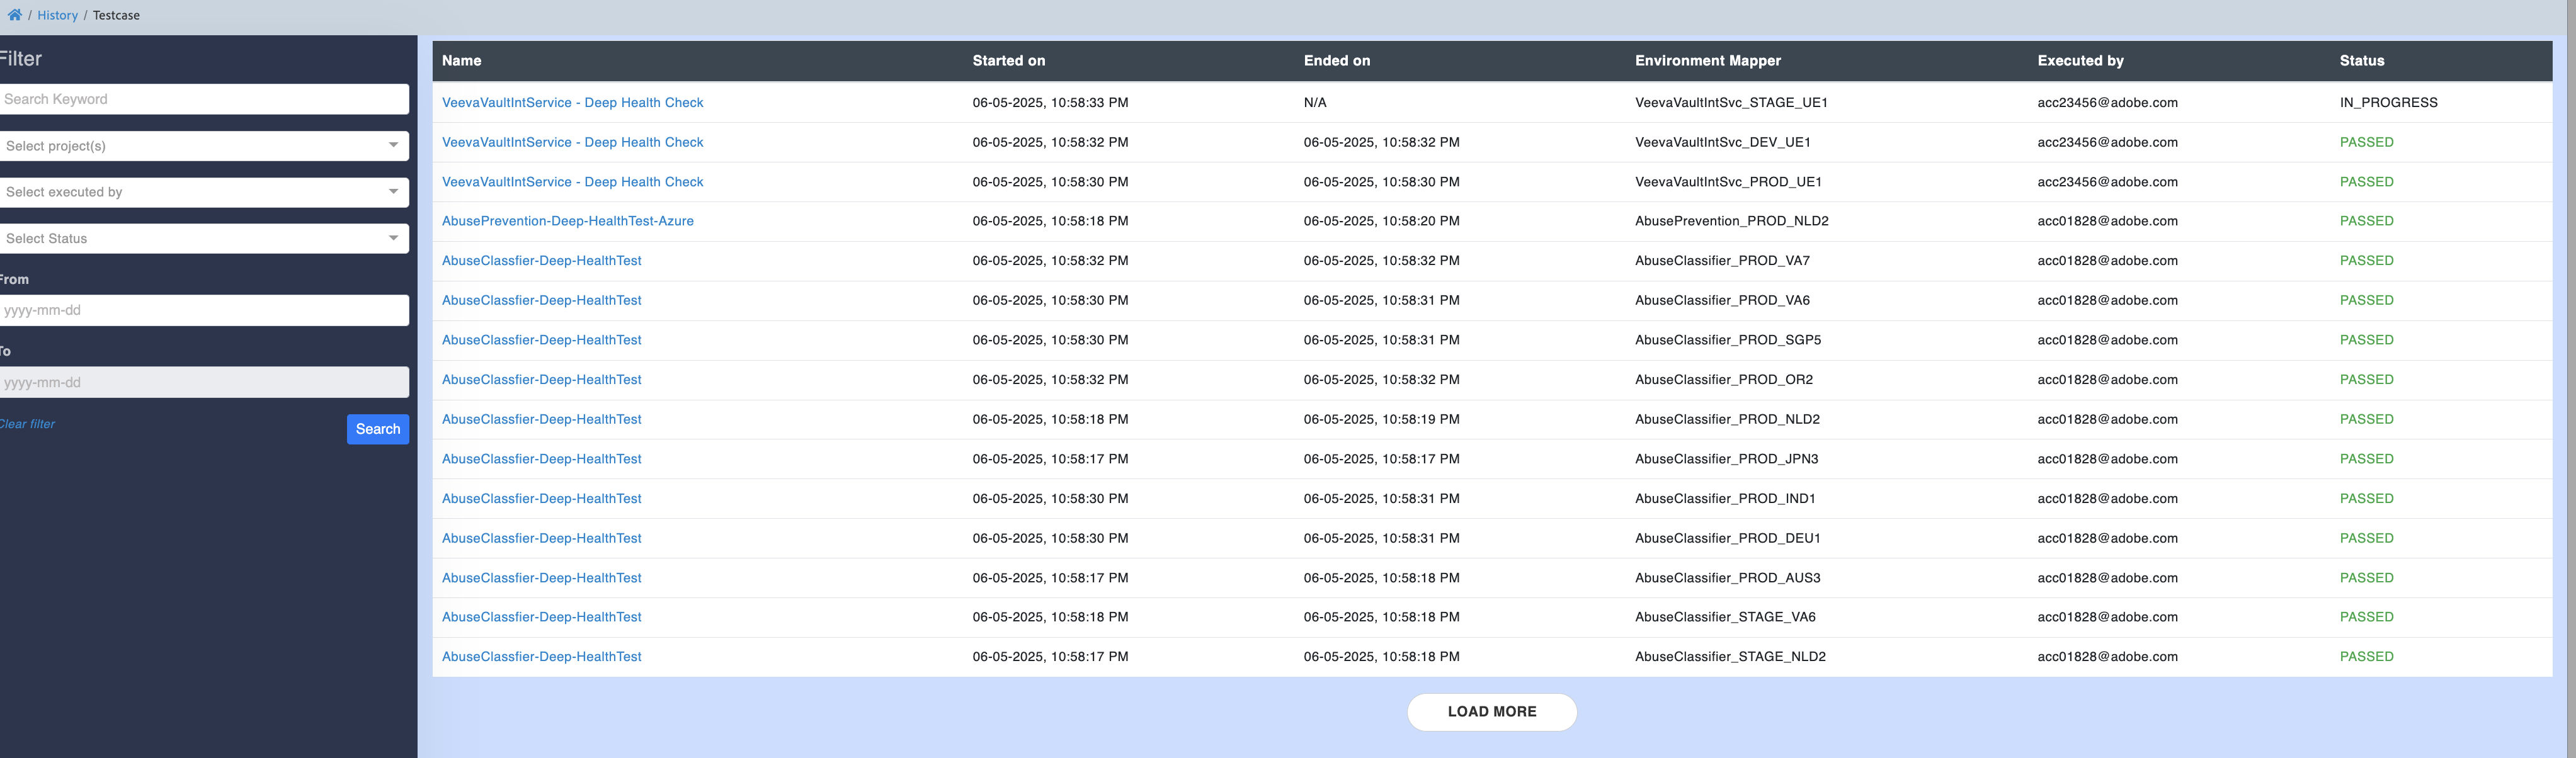 / History / Testcase
Filter
Search Keyword
Select project(s)
Select executed by
Select Status
From
yyyy-mm-dd
To
yyyy-mm-dd
Clear filter
Search
Name Started on Ended on Environment Mapper Executed by Status
VeevaVaultIntService - Deep Health Check 06-05-2025, 10:58:33 PM N/A VeevaVaultIntSvc_STAGE_UE1 acc23456@adobe.com IN_PROGRESS
VeevaVaultIntService - Deep Health Check 06-05-2025, 10:58:32 PM 06-05-2025, 10:58:32 PM VeevaVaultIntSvc_DEV_UE1 acc23456@adobe.com PASSED
VeevaVaultIntService - Deep Health Check 06-05-2025, 10:58:30 PM 06-05-2025, 10:58:30 PM VeevaVaultIntSvc_PROD_UE1 acc23456@adobe.com PASSED
AbusePrevention-Deep-HealthTest-Azure 06-05-2025, 10:58:18 PM 06-05-2025, 10:58:20 PM AbusePrevention_PROD_NLD2 acc01828@adobe.com PASSED
AbuseClassfier-Deep-HealthTest 06-05-2025, 10:58:32 PM 06-05-2025, 10:58:32 PM AbuseClassifier_PROD_VA7 acc01828@adobe.com PASSED
AbuseClassfier-Deep-HealthTest 06-05-2025, 10:58:30 PM 06-05-2025, 10:58:31 PM AbuseClassifier_PROD_VA6 acc01828@adobe.com PASSED
AbuseClassfier-Deep-HealthTest 06-05-2025, 10:58:30 PM 06-05-2025, 10:58:31 PM AbuseClassifier_PROD_SGP5 acc01828@adobe.com PASSED
AbuseClassfier-Deep-HealthTest 06-05-2025, 10:58:32 PM 06-05-2025, 10:58:32 PM AbuseClassifier_PROD_OR2 acc01828@adobe.com PASSED
AbuseClassfier-Deep-HealthTest 06-05-2025, 10:58:18 PM 06-05-2025, 10:58:19 PM AbuseClassifier_PROD_NLD2 acc01828@adobe.com PASSED
AbuseClassfier-Deep-HealthTest 06-05-2025, 10:58:17 PM 06-05-2025, 10:58:17 PM AbuseClassifier_PROD_JPN3 acc01828@adobe.com PASSED
AbuseClassfier-Deep-HealthTest 06-05-2025, 10:58:30 PM 06-05-2025, 10:58:31 PM AbuseClassifier_PROD_IND1 acc01828@adobe.com PASSED
AbuseClassfier-Deep-HealthTest 06-05-2025, 10:58:30 PM 06-05-2025, 10:58:31 PM AbuseClassifier_PROD_DEU1 acc01828@adobe.com PASSED
AbuseClassfier-Deep-HealthTest 06-05-2025, 10:58:17 PM 06-05-2025, 10:58:18 PM AbuseClassifier_PROD_AUS3 acc01828@adobe.com PASSED
AbuseClassfier-Deep-HealthTest 06-05-2025, 10:58:18 PM 06-05-2025, 10:58:18 PM AbuseClassifier_STAGE_VA6 acc01828@adobe.com PASSED
AbuseClassfier-Deep-HealthTest 06-05-2025, 10:58:17 PM 06-05-2025, 10:58:18 PM AbuseClassifier_STAGE_NLD2 acc01828@adobe.com PASSED
LOAD MORE